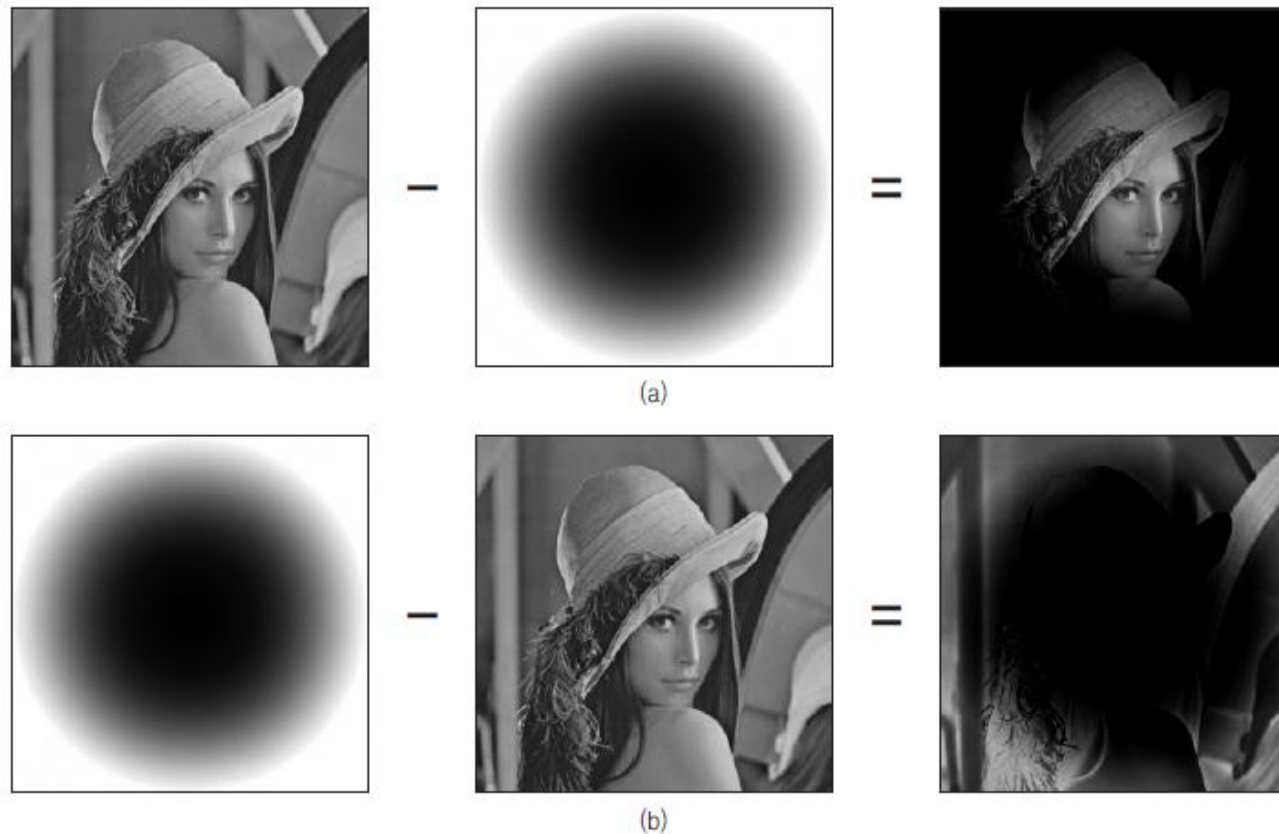 − =
(a)
− =
(b)